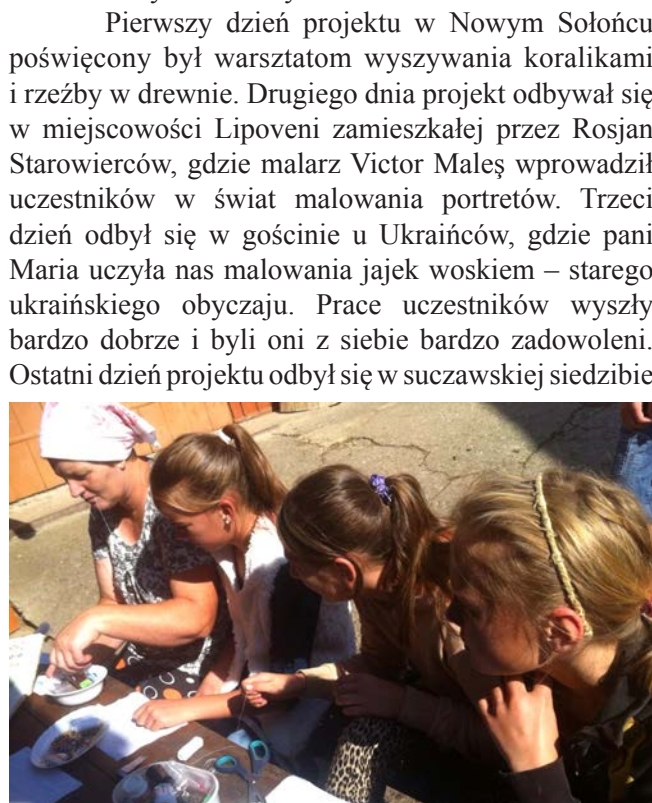 Pierwszy dzień projektu w Nowym Sołońcu
poświęcony był warsztatom wyszywania koralikami
i rzeźby w drewnie. Drugiego dnia projekt odbywał się
w miejscowości Lipoveni zamieszkałej przez Rosjan
Starowierców, gdzie malarz Victor Maleş wprowadził
uczestników w świat malowania portretów. Trzeci
dzień odbył się w gościnie u Ukraińców, gdzie pani
Maria uczyła nas malowania jajek woskiem – starego
ukraińskiego obyczaju. Prace uczestników wyszły
bardzo dobrze i byli oni z siebie bardzo zadowoleni.
Ostatni dzień projektu odbył się w suczawskiej siedzibie